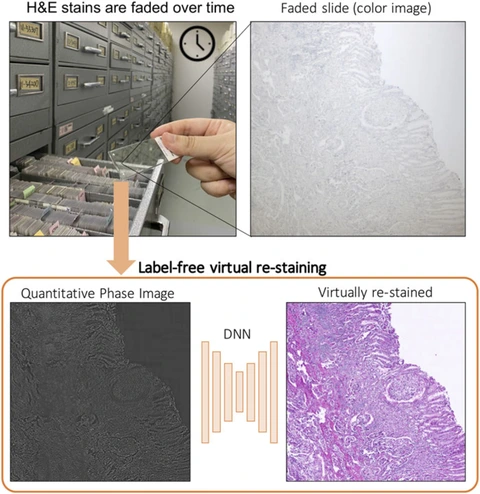 H&E stains are faded over time
Faded slide (color image)
Label-free virtual re-staining
Quantitative Phase Image
DNN
Virtually re-stained